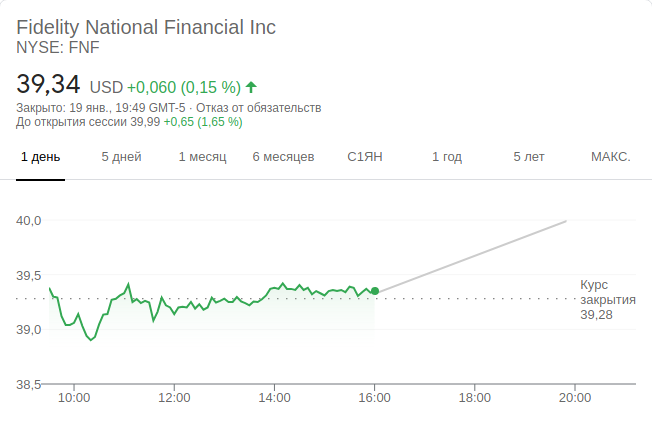 Fidelity National Financial Inc
NYSE: FNF
39,34 USD +0,060 (0,15 %)
Закрыто: 19 янв., 19:49 GMT-5 · Отказ от обязательств
До открытия сессии 39,99 +0,65 (1,65 %)
1 день 5 дней 1 месяц 6 месяцев С1ЯН 1 год 5 лет МАКС.
40,0
39,5
Курс
закрытия
39,28
39,0
38,5
10:00 12:00 14:00 16:00 18:00 20:00